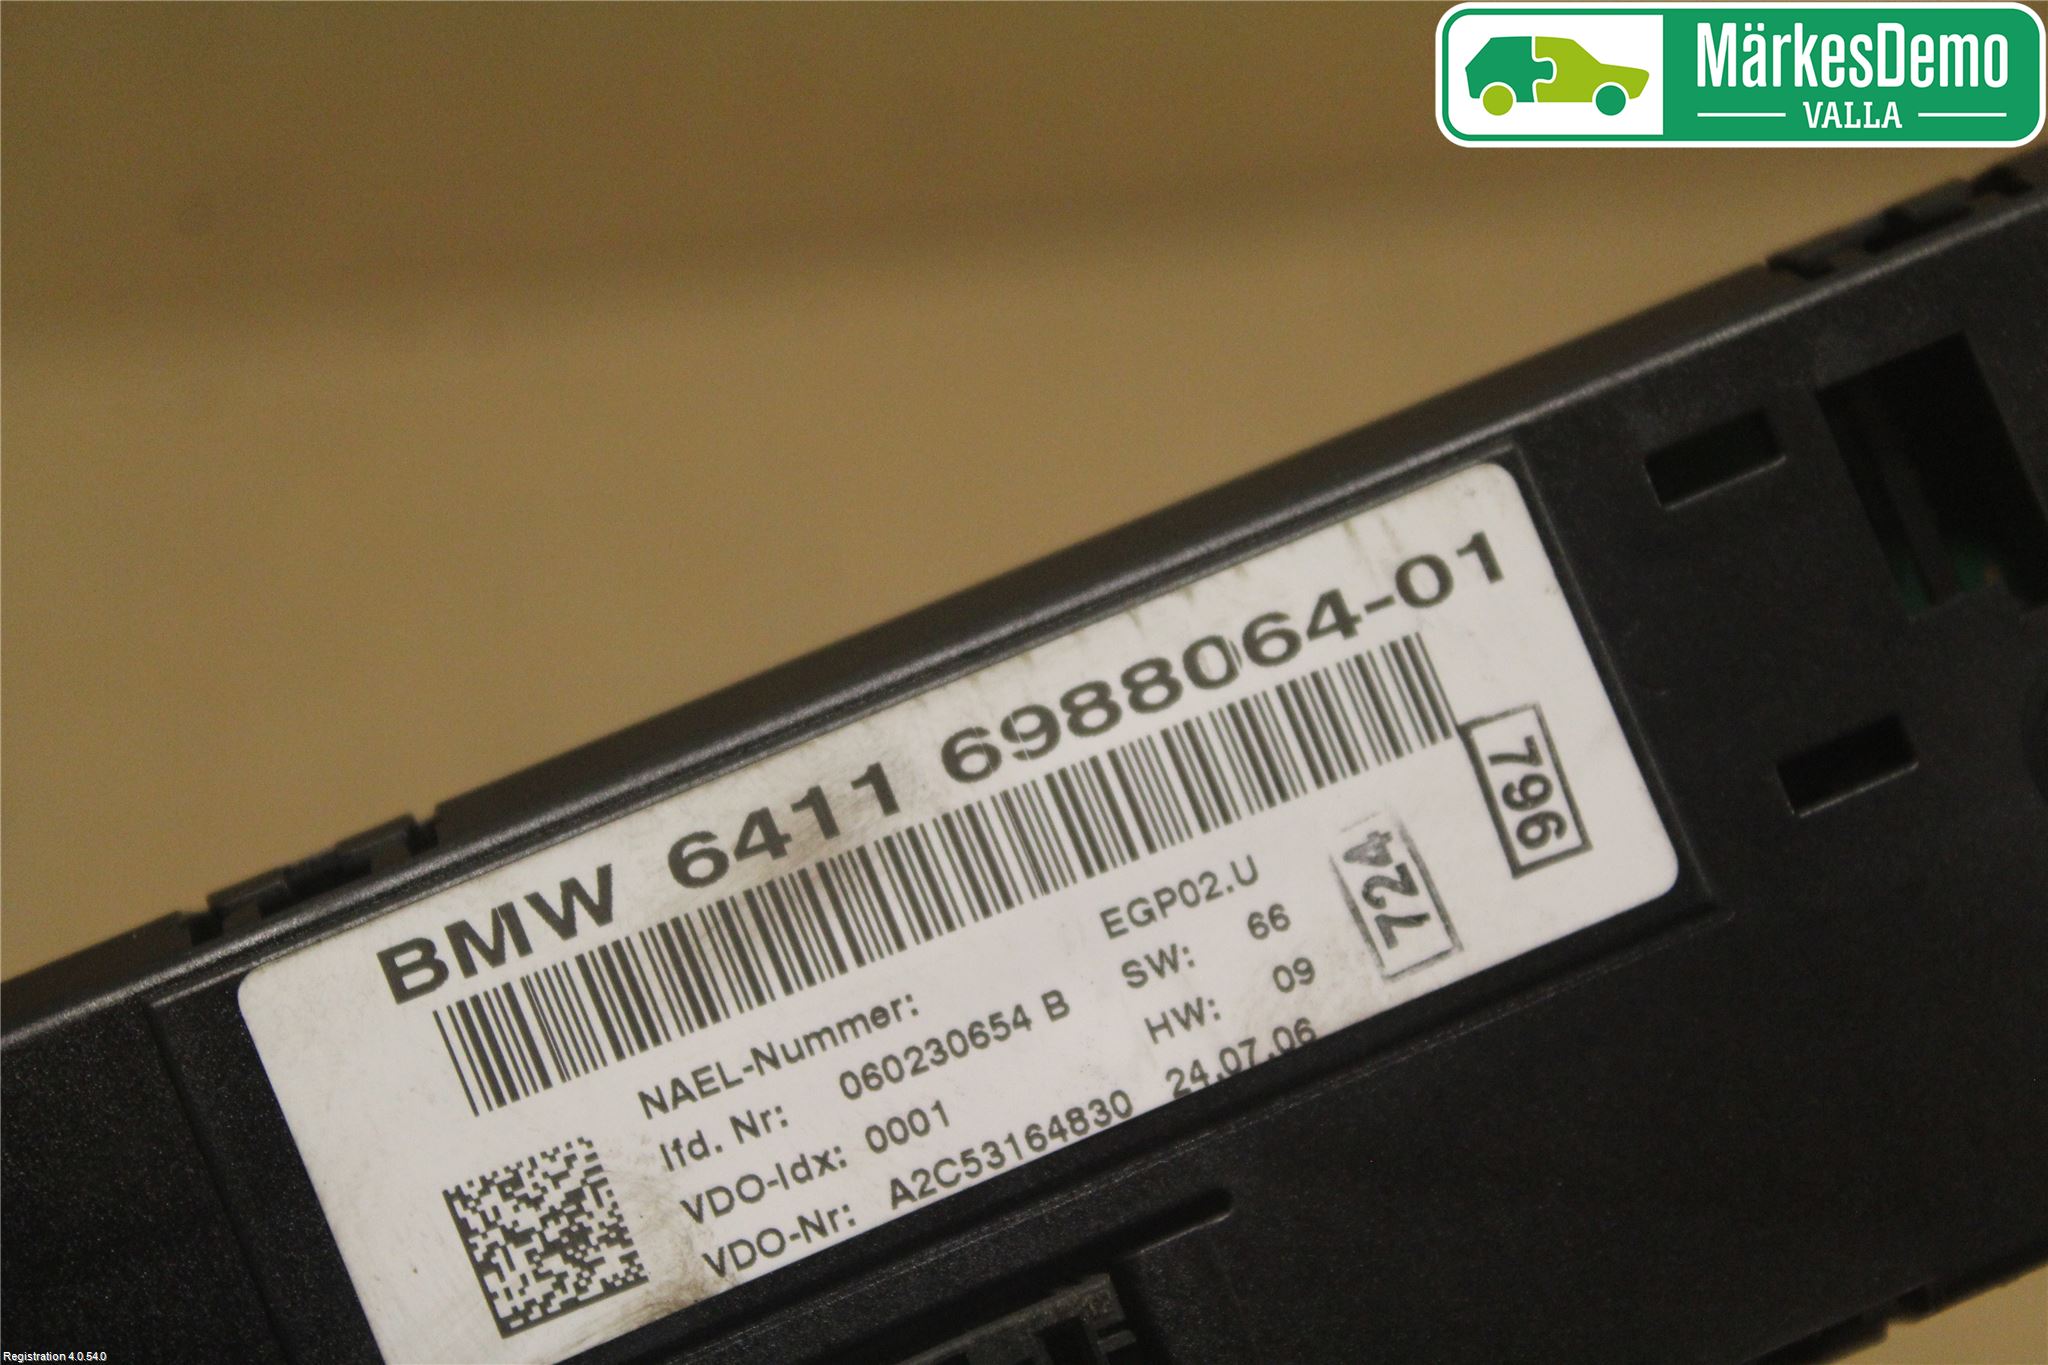 MärkesDemo
VALLA
BMW 6411 6988064-01
NAEL-Nummer:
lfd. Nr: 060230654 B
VDO-Idx: 0001
VDO-Nr: A2C53164830 24.07.06
EGP02.U
SW: 66
HW: 09
724
796
Registration 4.0.54.0